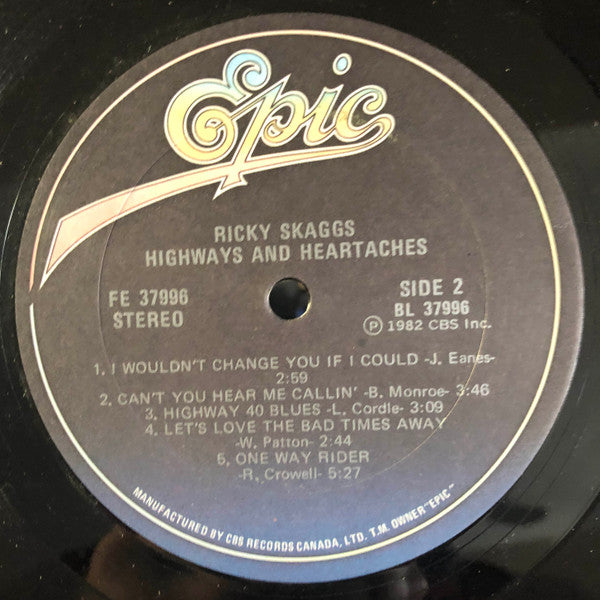 Epic
RICKY SKAGGS
HIGHWAYS AND HEARTACHES
FE 37996
STEREO
SIDE 2
BL 37996
Ⓟ 1982 CBS Inc.
1. I WOULDN'T CHANGE YOU IF I COULD -J. Eanes-
2:59
2. CAN'T YOU HEAR ME CALLIN' -B. Monroe- 3:46
3. HIGHWAY 40 BLUES -L. Cordle- 3:09
4. LET'S LOVE THE BAD TIMES AWAY
-W. Patton- 2:44
5. ONE WAY RIDER
-R. Crowell- 5:27
MANUFACTURED BY CBS RECORDS CANADA, LTD. T.M. OWNER "EPIC"